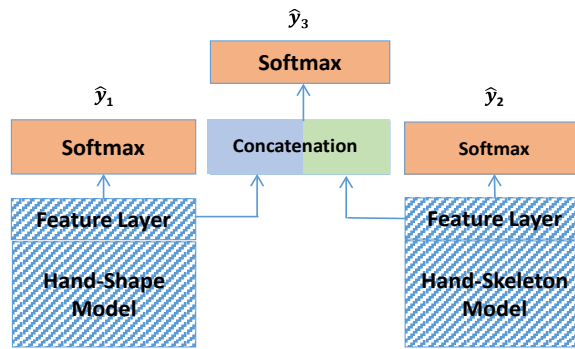 ŷ₃
Softmax
ŷ₁
ŷ₂
Softmax
Concatenation
Softmax
Feature Layer
Feature Layer
Hand-Shape
Model
Hand-Skeleton
Model